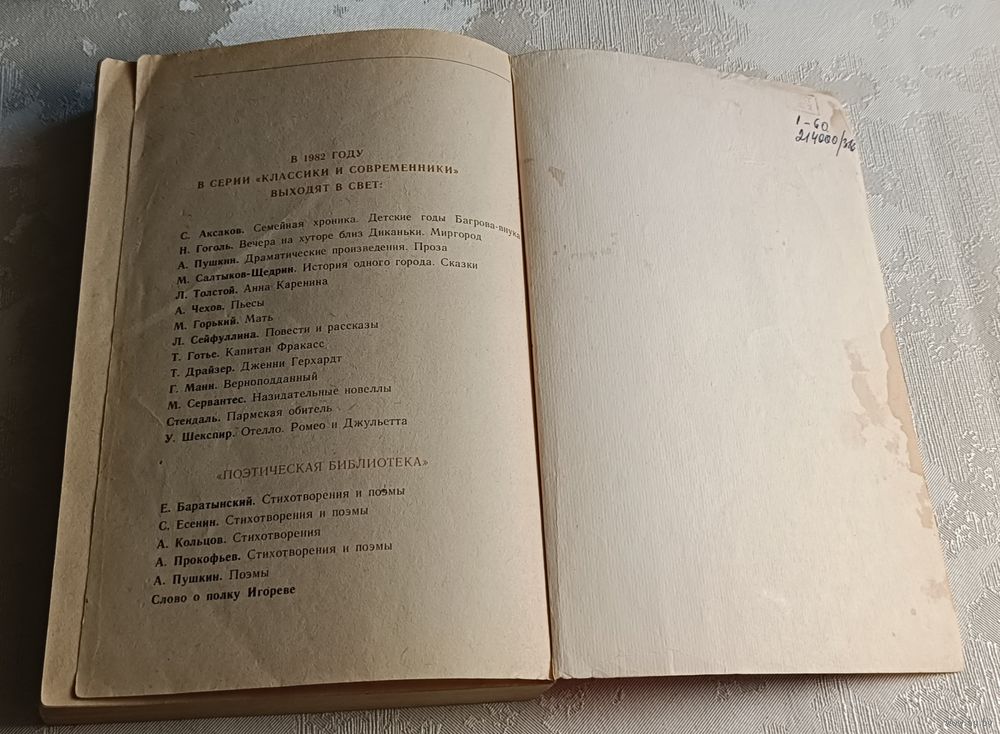 В 1982 ГОДУ
В СЕРИИ «КЛАССИКИ И СОВРЕМЕННИКИ»
ВЫХОДЯТ В СВЕТ:
С. Аксаков. Семейная хроника. Детские годы Багрова-внука
Н. Гоголь. Вечера на хуторе близ Диканьки. Миргород
А. Пушкин. Драматические произведения. Проза
М. Салтыков-Щедрин. История одного города. Сказки
Л. Толстой. Анна Каренина
А. Чехов. Пьесы
М. Горький. Мать
Л. Сейфуллина. Повести и рассказы
Т. Готье. Капитан Фракасс
Т. Драйзер. Дженни Герхардт
Г. Манн. Верноподданный
М. Сервантес. Назидательные новеллы
Стендаль. Пармская обитель
У. Шекспир. Отелло. Ромео и Джульетта
«ПОЭТИЧЕСКАЯ БИБЛИОТЕКА»
Е. Баратынский. Стихотворения и поэмы
С. Есенин. Стихотворения и поэмы
А. Кольцов. Стихотворения
А. Прокофьев. Стихотворения и поэмы
А. Пушкин. Поэмы
Слово о полку Игореве
1-60